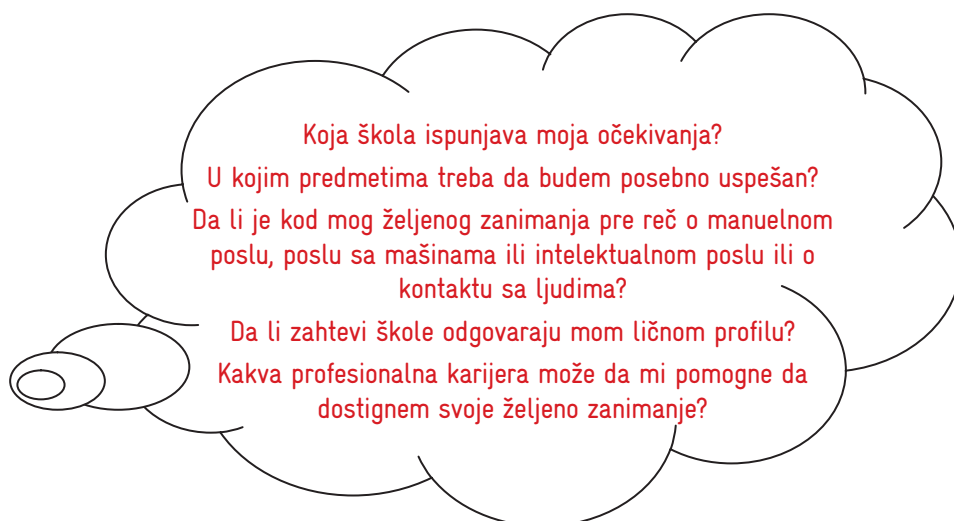 Koja škola ispunjava moja očekivanja?
U kojim predmetima treba da budem posebno uspešan?
Da li je kod mog željenog zanimanja pre reč o manuelnom
poslu, poslu sa mašinama ili intelektualnom poslu ili o
kontaktu sa ljudima?
Da li zahtevi škole odgovaraju mom ličnom profilu?
Kakva profesionalna karijera može da mi pomogne da
dostignem svoje željeno zanimanje?